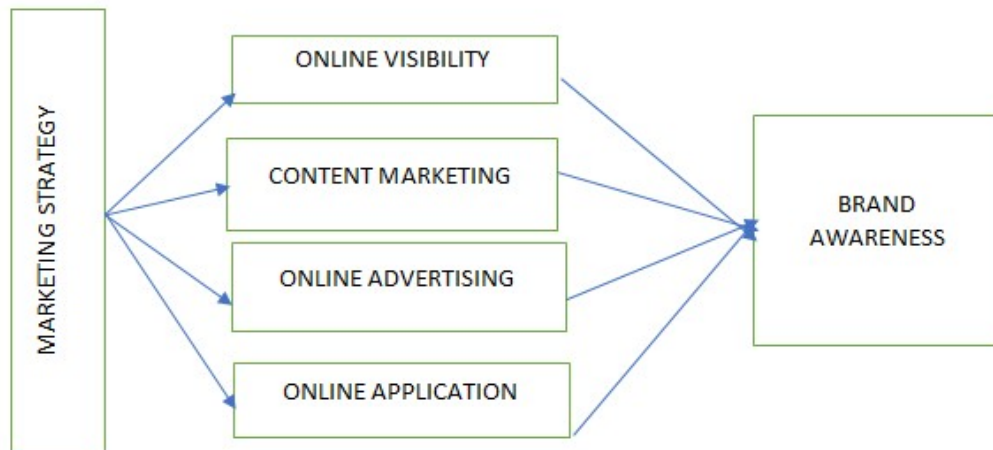 MARKETING STRATEGY
ONLINE VISIBILITY
CONTENT MARKETING
ONLINE ADVERTISING
ONLINE APPLICATION
BRAND
AWARENESS